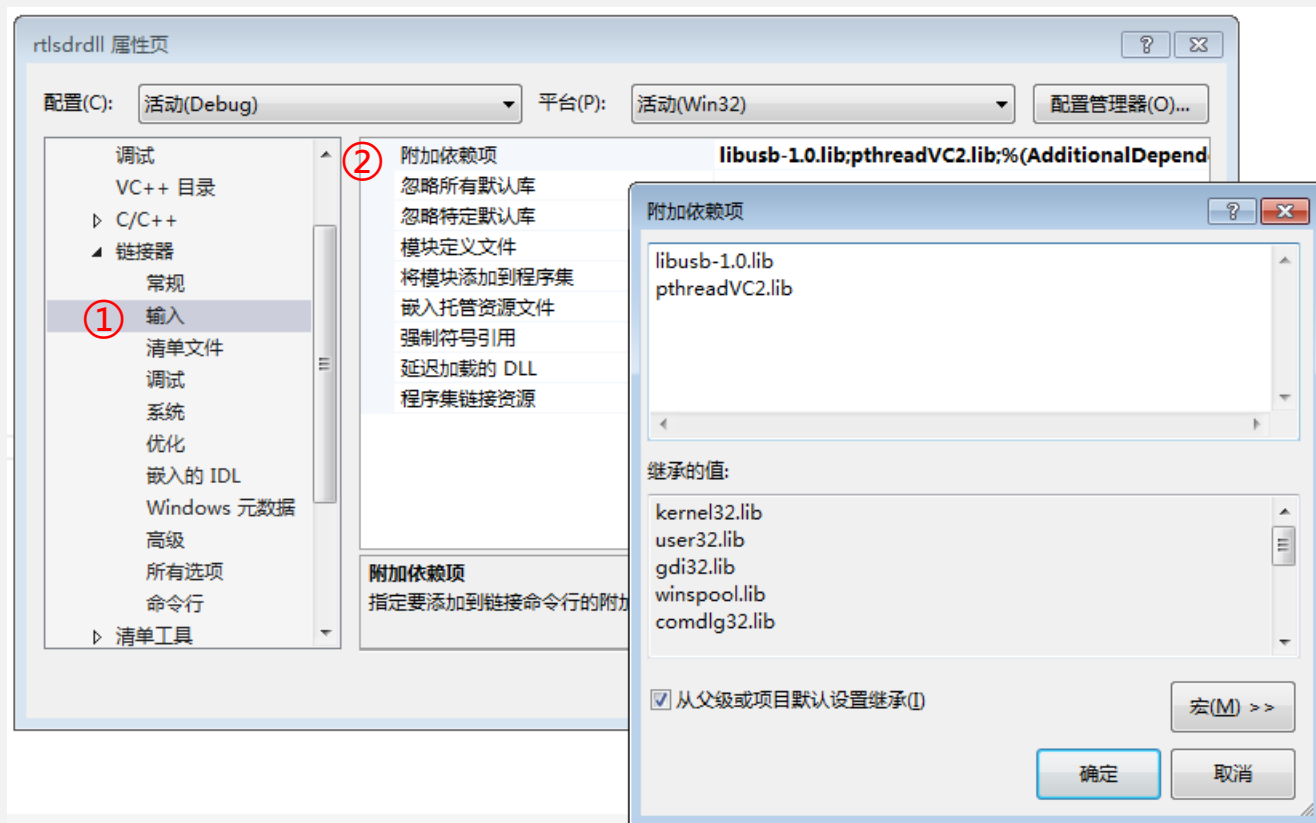 rtlsdrdll 属性页
配置(C):
活动(Debug)
平台(P):
活动(Win32)
配置管理器(O)...
调试
VC++ 目录
C/C++
链接器
常规
① 输入
清单文件
调试
系统
优化
嵌入的 IDL
Windows 元数据
高级
所有选项
命令行
清单工具
② 附加依赖项 libusb-1.0.lib;pthreadVC2.lib;%(AdditionalDepend
忽略所有默认库
忽略特定默认库
模块定义文件
将模块添加到程序集
嵌入托管资源文件
强制符号引用
延迟加载的 DLL
程序集链接资源
附加依赖项
指定要添加到链接命令行的附加
附加依赖项
libusb-1.0.lib
pthreadVC2.lib
继承的值:
kernel32.lib
user32.lib
gdi32.lib
winspool.lib
comdlg32.lib
从父级或项目默认设置继承(I)
宏(M) >>
确定
取消